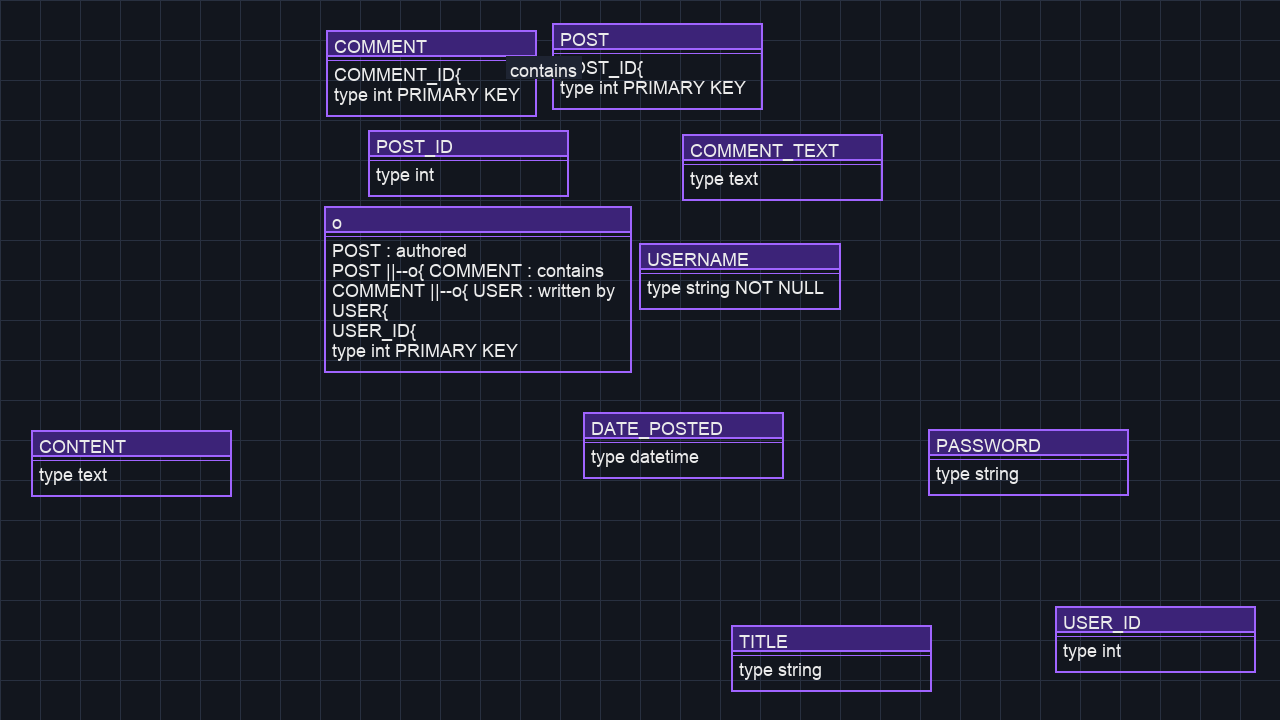 COMMENT
COMMENT_ID{
type int PRIMARY KEY
contains
POST
OST_ID{
type int PRIMARY KEY
POST_ID
type int
COMMENT_TEXT
type text
o
POST : authored
POST ||--o{ COMMENT : contains
COMMENT ||--o{ USER : written by
USER{
USER_ID{
type int PRIMARY KEY
USERNAME
type string NOT NULL
CONTENT
type text
DATE_POSTED
type datetime
PASSWORD
type string
TITLE
type string
USER_ID
type int